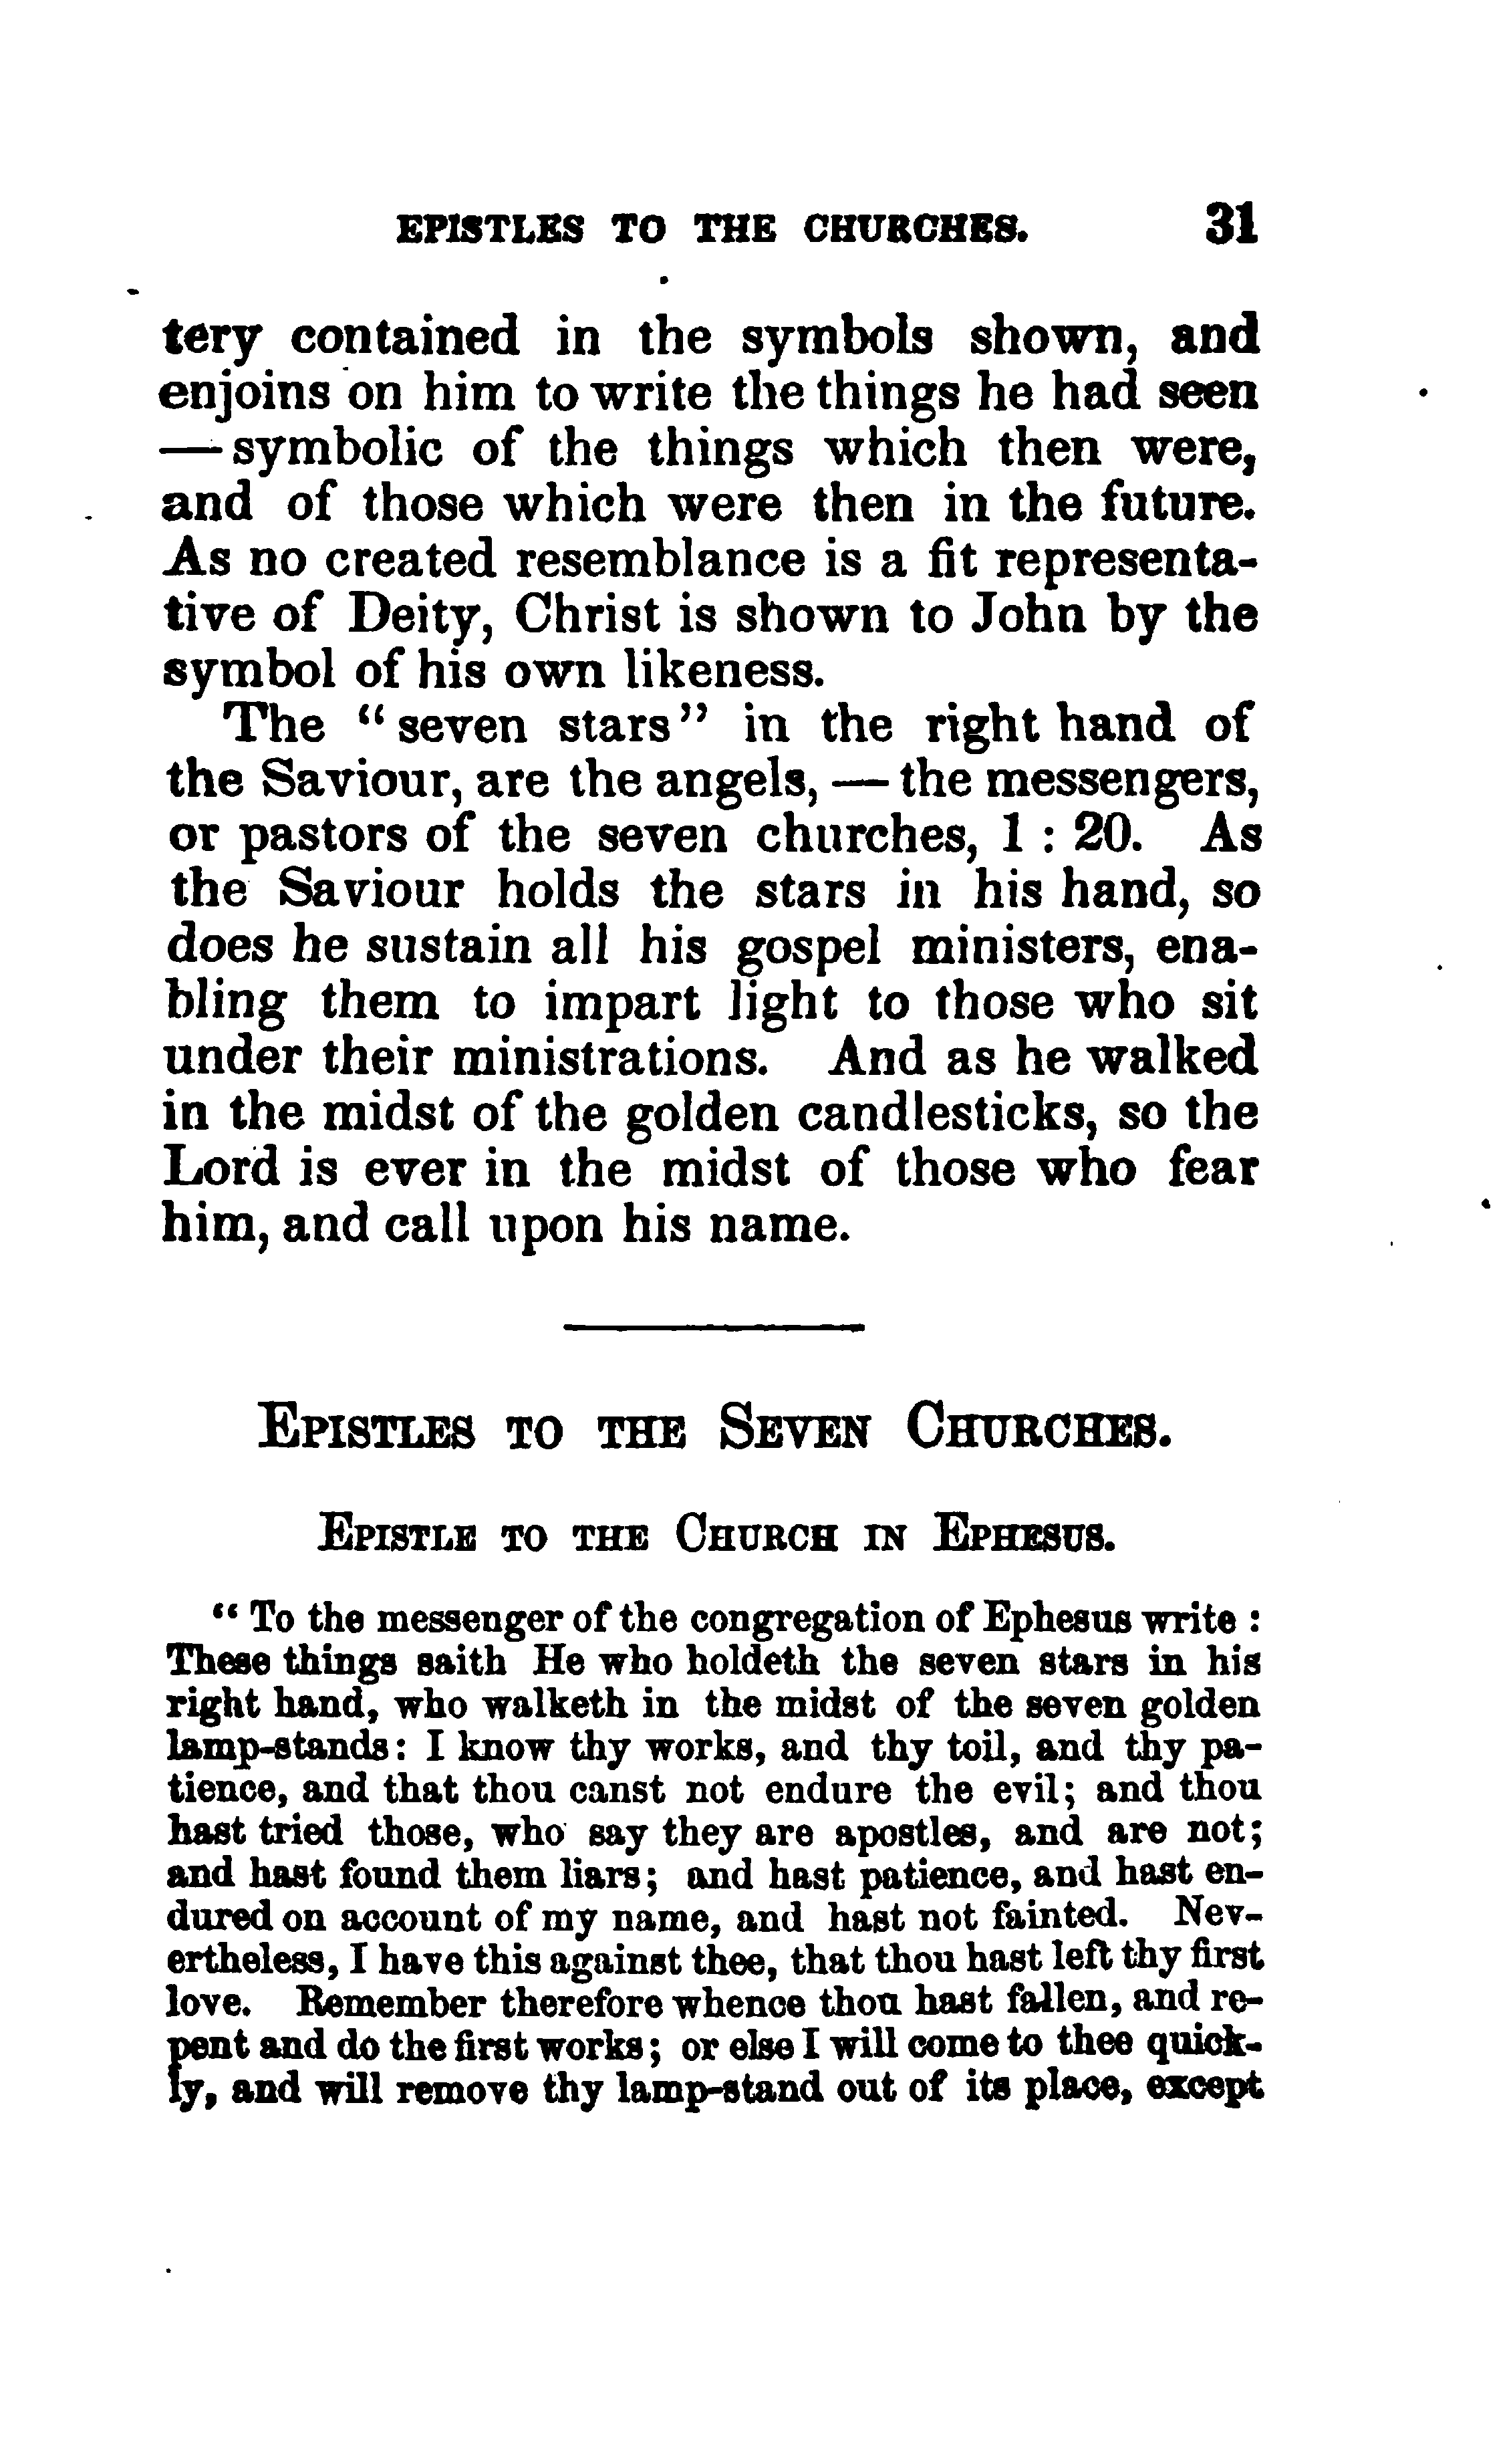 EPISTLES TO THE CHURCHES. 31
tery contained in the symbols shown, and
enjoins on him to write the things he had seen
— symbolic of the things which then were,
and of those which were then in the future.
As no created resemblance is a fit representa-
tive of Deity, Christ is shown to John by the
symbol of his own likeness.
The “seven stars” in the right hand of
the Saviour, are the angels, — the messengers,
or pastors of the seven churches, 1 : 20. As
the Saviour holds the stars in his hand, so
does he sustain all his gospel ministers, ena-
bling them to impart light to those who sit
under their ministrations. And as he walked
in the midst of the golden candlesticks, so the
Lord is ever in the midst of those who fear
him, and call upon his name.
EPISTLES TO THE SEVEN CHURCHES.
EPISTLE TO THE CHURCH IN EPHESUS.
“To the messenger of the congregation of Ephesus write :
These things saith He who holdeth the seven stars in his
right hand, who walketh in the midst of the seven golden
lamp-stands: I know thy works, and thy toil, and thy pa-
tience, and that thou canst not endure the evil; and thou
hast tried those, who say they are apostles, and are not;
and hast found them liars; and hast patience, and hast en-
dured on account of my name, and hast not fainted. Nev-
ertheless, I have this against thee, that thou hast left thy first
love. Remember therefore whence thou hast fallen, and re-
pent and do the first works; or else I will come to thee quick-
ly, and will remove thy lamp-stand out of its place, except